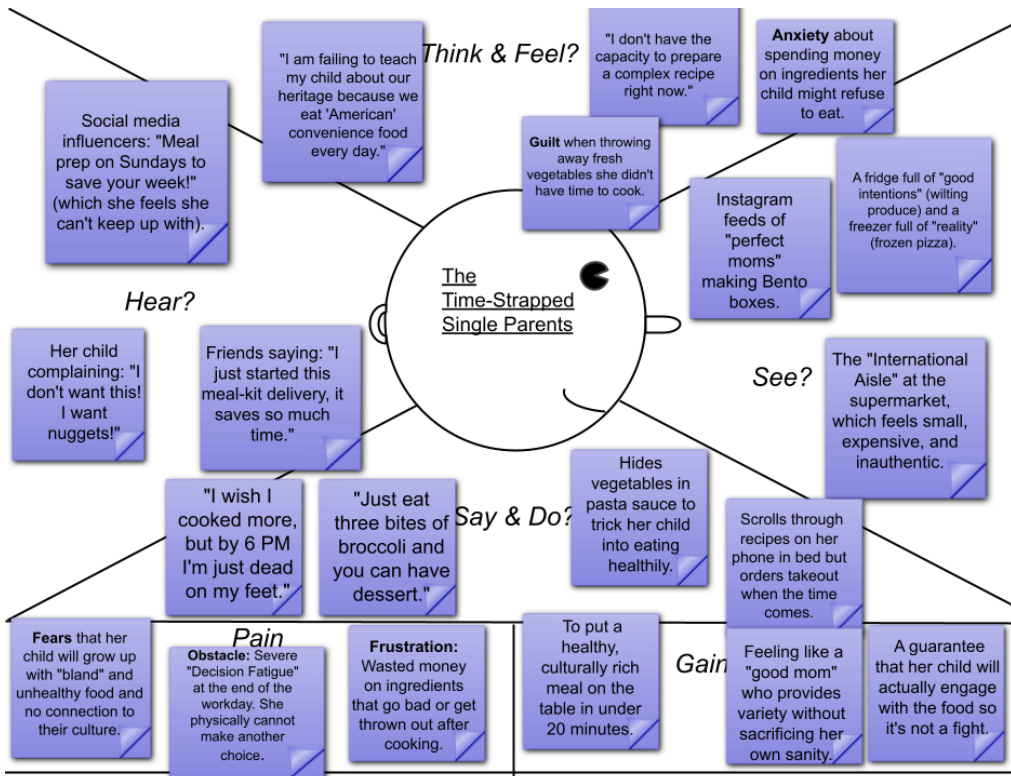 Think & Feel?
"I am failing to teach
my child about our
heritage because we
eat 'American'
convenience food
every day."
"I don't have the
capacity to prepare
a complex recipe
right now."
Anxiety about
spending money
on ingredients her
child might refuse
to eat.
Guilt when throwing
away fresh
vegetables she didn't
have time to cook.
Social media
influencers: "Meal
prep on Sundays to
save your week!"
(which she feels she
can't keep up with).
Hear?
Her child
complaining: "I
don't want this!
I want
nuggets!"
Friends saying: "I
just started this
meal-kit delivery, it
saves so much
time."
The
Time-Strapped
Single Parents
Instagram
feeds of
"perfect
moms"
making Bento
boxes.
A fridge full of "good
intentions" (wilting
produce) and a
freezer full of "reality"
(frozen pizza).
See?
The "International
Aisle" at the
supermarket,
which feels small,
expensive, and
inauthentic.
Say & Do?
"I wish I
cooked more,
but by 6 PM
I'm just dead
on my feet."
"Just eat
three bites of
broccoli and
you can have
dessert."
Hides
vegetables in
pasta sauce to
trick her child
into eating
healthily.
Scrolls through
recipes on her
phone in bed but
orders takeout
when the time
comes.
Pain
Fears that her
child will grow up
with "bland" and
unhealthy food and
no connection to
their culture.
Obstacle: Severe
"Decision Fatigue"
at the end of the
workday. She
physically cannot
make another
choice.
Frustration:
Wasted money
on ingredients
that go bad or get
thrown out after
cooking.
Gain
To put a
healthy,
culturally rich
meal on the
table in under
20 minutes.
Feeling like a
"good mom"
who provides
variety without
sacrificing her
own sanity.
A guarantee
that her child will
actually engage
with the food so
it's not a fight.